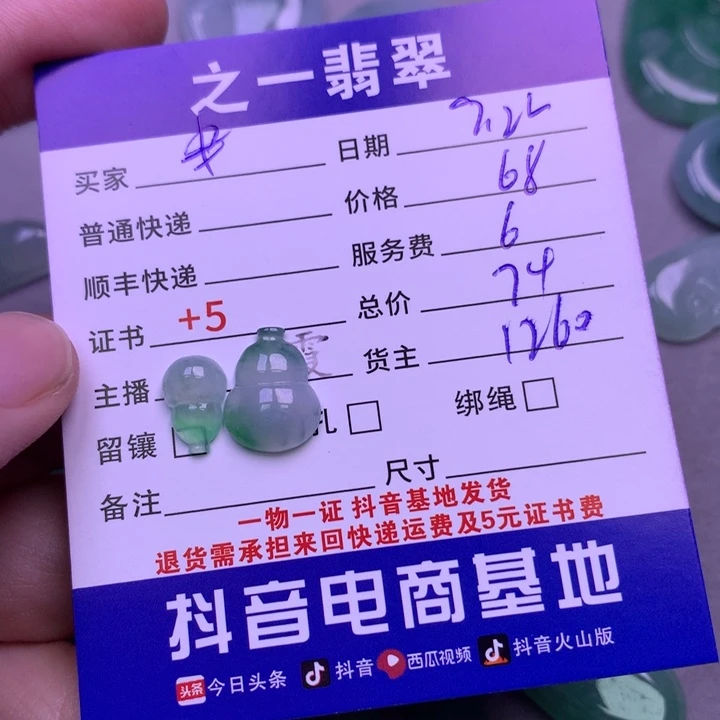 之一翡翠
买家 日期 7.22
普通快递 价格 68
顺丰快递 服务费 6
证书 +5 总价 74
主播 霞 货主 1260
留镶 孔 绑绳
备注 尺寸
一物一证 抖音基地发货
退货需承担来回快递运费及5元证书费
抖音电商基地
头条 今日头条 抖音 西瓜视频 抖音火山版